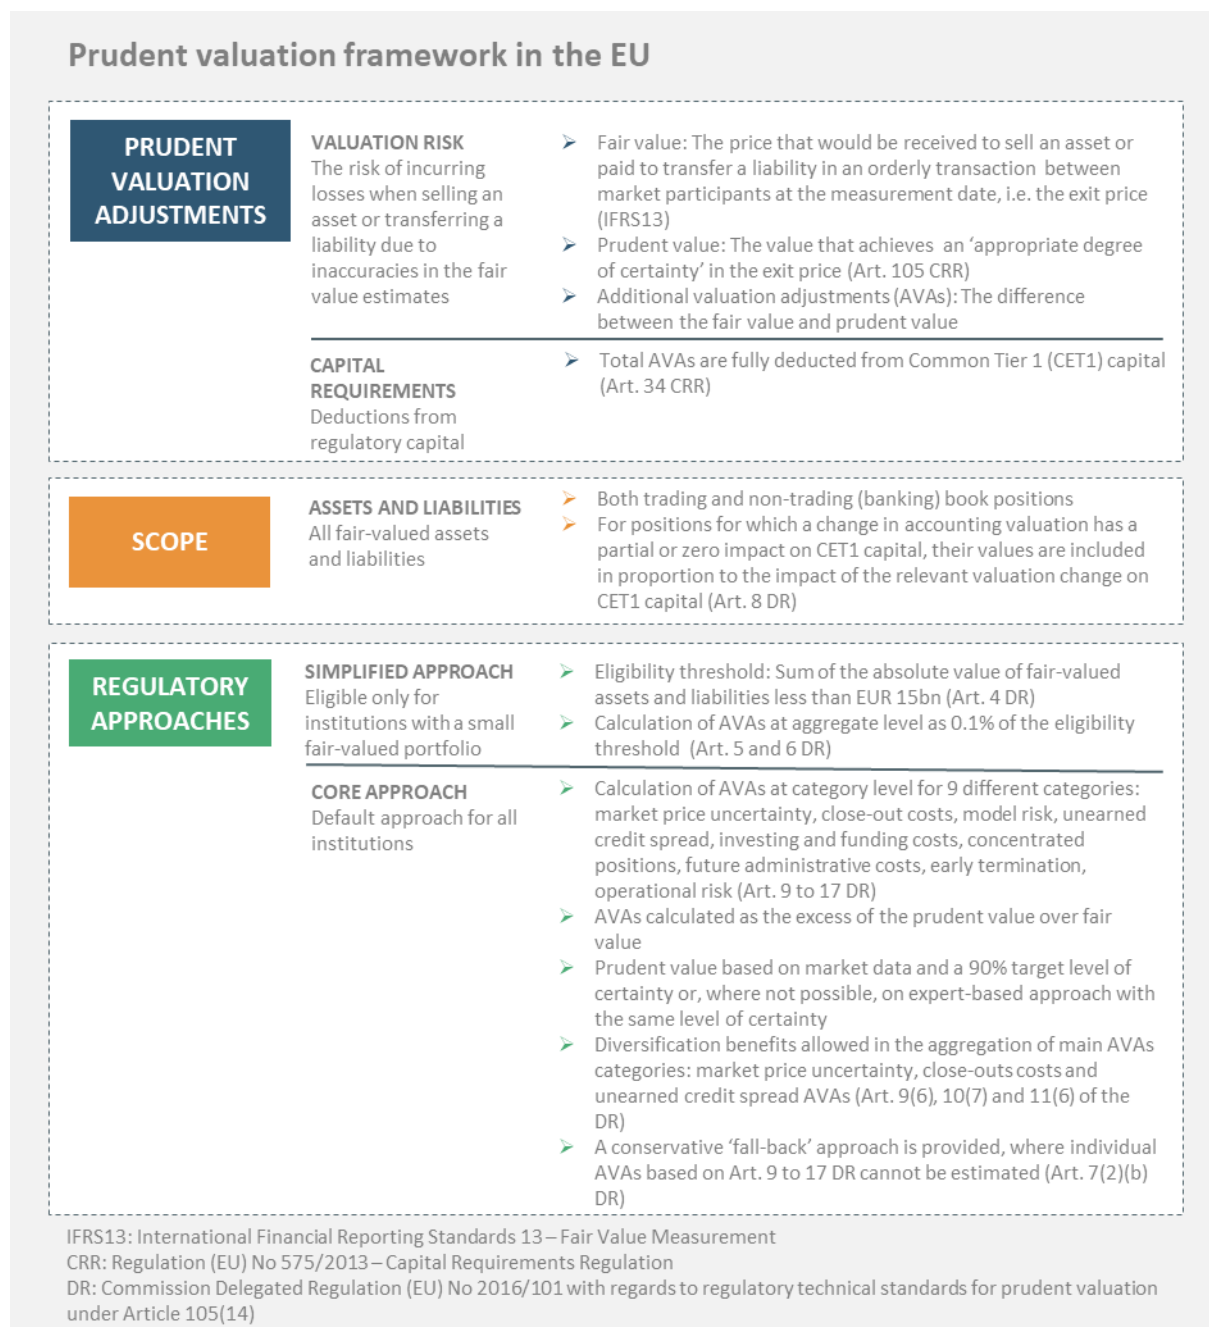 Prudent valuation framework in the EU
PRUDENT
VALUATION
ADJUSTMENTS
VALUATION RISK
The risk of incurring
losses when selling an
asset or transferring a
liability due to
inaccuracies in the fair
value estimates
➢ Fair value: The price that would be received to sell an asset or
paid to transfer a liability in an orderly transaction between
market participants at the measurement date, i.e. the exit price
(IFRS13)
➢ Prudent value: The value that achieves an ‘appropriate degree
of certainty’ in the exit price (Art. 105 CRR)
➢ Additional valuation adjustments (AVAs): The difference
between the fair value and prudent value
CAPITAL
REQUIREMENTS
Deductions from
regulatory capital
➢ Total AVAs are fully deducted from Common Tier 1 (CET1) capital
(Art. 34 CRR)
SCOPE
ASSETS AND LIABILITIES
All fair-valued assets
and liabilities
➢ Both trading and non-trading (banking) book positions
➢ For positions for which a change in accounting valuation has a
partial or zero impact on CET1 capital, their values are included
in proportion to the impact of the relevant valuation change on
CET1 capital (Art. 8 DR)
REGULATORY
APPROACHES
SIMPLIFIED APPROACH
Eligible only for
institutions with a small
fair-valued portfolio
➢ Eligibility threshold: Sum of the absolute value of fair-valued
assets and liabilities less than EUR 15bn (Art. 4 DR)
➢ Calculation of AVAs at aggregate level as 0.1% of the eligibility
threshold (Art. 5 and 6 DR)
CORE APPROACH
Default approach for all
institutions
➢ Calculation of AVAs at category level for 9 different categories:
market price uncertainty, close-out costs, model risk, unearned
credit spread, investing and funding costs, concentrated
positions, future administrative costs, early termination,
operational risk (Art. 9 to 17 DR)
➢ AVAs calculated as the excess of the prudent value over fair
value
➢ Prudent value based on market data and a 90% target level of
certainty or, where not possible, on expert-based approach with
the same level of certainty
➢ Diversification benefits allowed in the aggregation of main AVAs
categories: market price uncertainty, close-outs costs and
unearned credit spread AVAs (Art. 9(6), 10(7) and 11(6) of the
DR)
➢ A conservative ‘fall-back’ approach is provided, where individual
AVAs based on Art. 9 to 17 DR cannot be estimated (Art. 7(2)(b)
DR)
IFRS13: International Financial Reporting Standards 13 – Fair Value Measurement
CRR: Regulation (EU) No 575/2013 – Capital Requirements Regulation
DR: Commission Delegated Regulation (EU) No 2016/101 with regards to regulatory technical standards for prudent valuation
under Article 105(14)